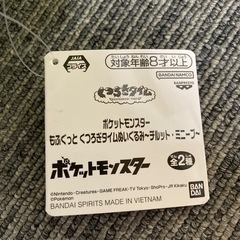 JAIA
対象年齢8才以上
BANDAI NAMCO
BANPRESTO
くつろぎタイム
ポケットモンスター
もふぐっと くつろぎタイムぬいぐるみ~チルット・ミニーブ~
ポケットモンスター
全2種
BANDAI
©Nintendo・Creatures・GAME FREAK・TV Tokyo・ShoPro・JR Kikaku
©Pokémon
BANDAI SPIRITS MADE IN VIETNAM